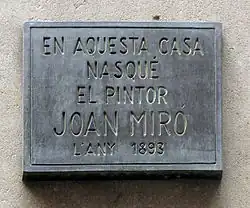 EN AQUESTA CASA
NASQUÉ
EL PINTOR
JOAN MIRÓ
L'ANY 1893